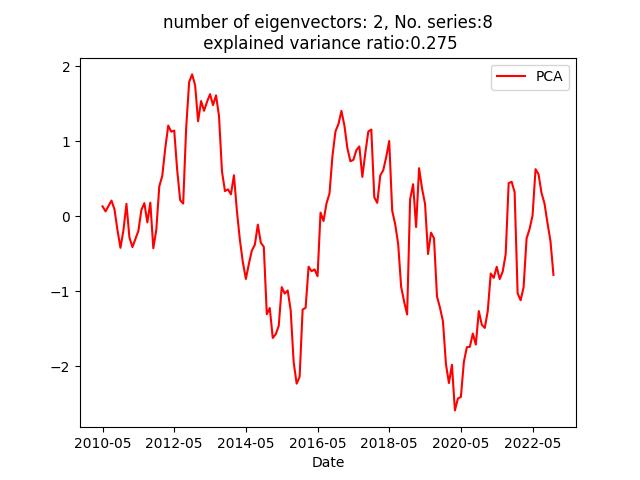 number of eigenvectors: 2, No. series:8
explained variance ratio:0.275
PCA
2
1
0
−1
−2
2010-05 2012-05 2014-05 2016-05 2018-05 2020-05 2022-05
Date